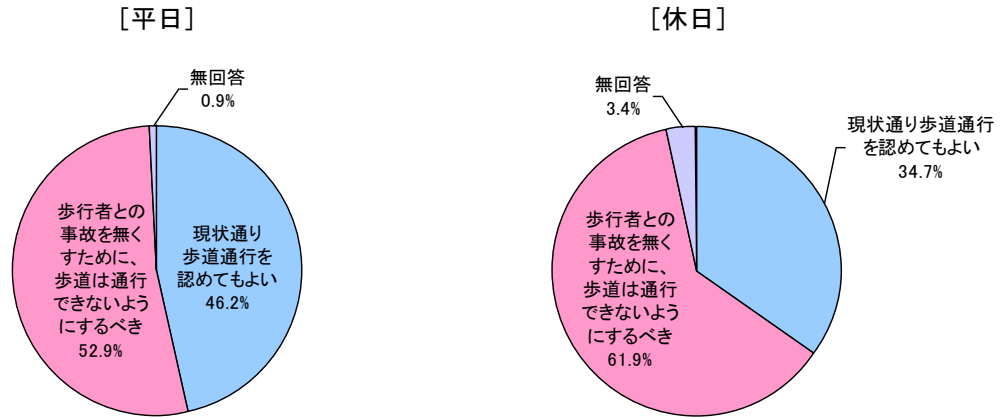 ［平日］
無回答
0.9%
現状通り
歩道通行を
認めてもよい
46.2%
歩行者との
事故を無く
すために、
歩道は通行
できないよう
にするべき
52.9%
［休日］
無回答
3.4%
現状通り歩道通行
を認めてもよい
34.7%
歩行者との
事故を無く
すために、
歩道は通行
できないよう
にするべき
61.9%